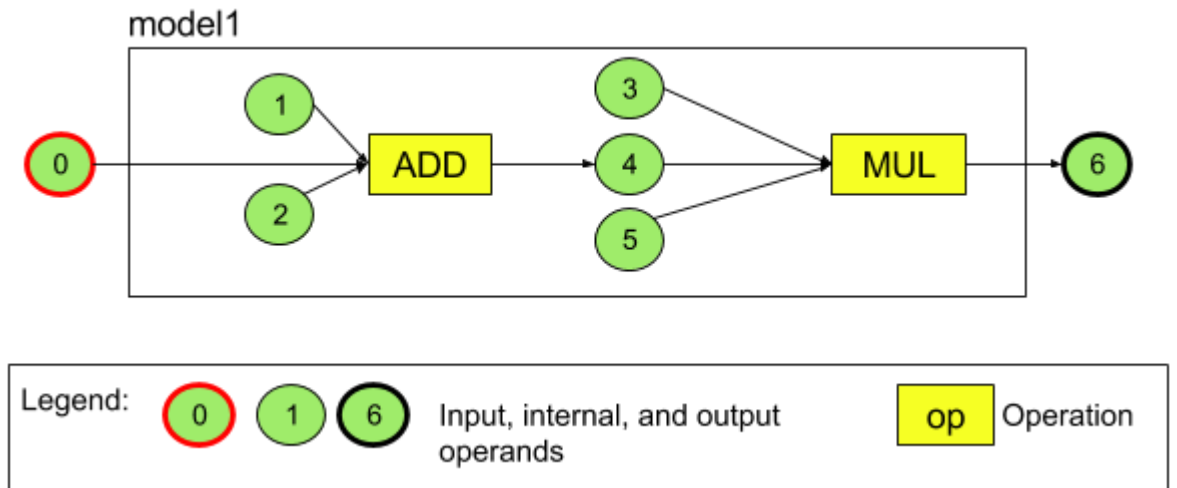 model1
1
3
0
ADD
4
MUL
6
2
5
Legend:
0
1
6
Input, internal, and output
operands
op
Operation